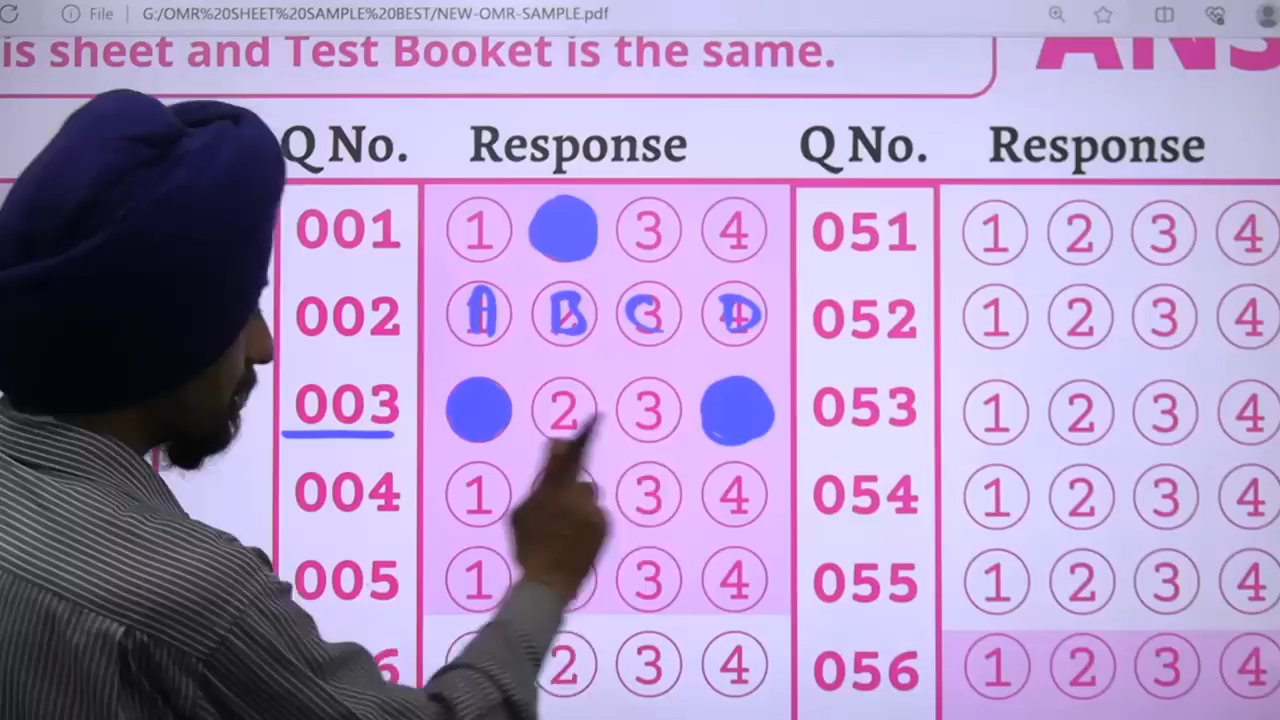 File G:/OMR%20SHEET%20SAMPLE%20BEST/NEW-OMR-SAMPLE.pdf
is sheet and Test Booket is the same.
ANS
Q No. Response Q No. Response
001 1 3 4 051 1 2 3 4
002 A B C D 052 1 2 3 4
003 2 3 053 1 2 3 4
004 1 3 4 054 1 2 3 4
005 1 3 4 055 1 2 3 4
6 2 3 4 056 1 2 3 4